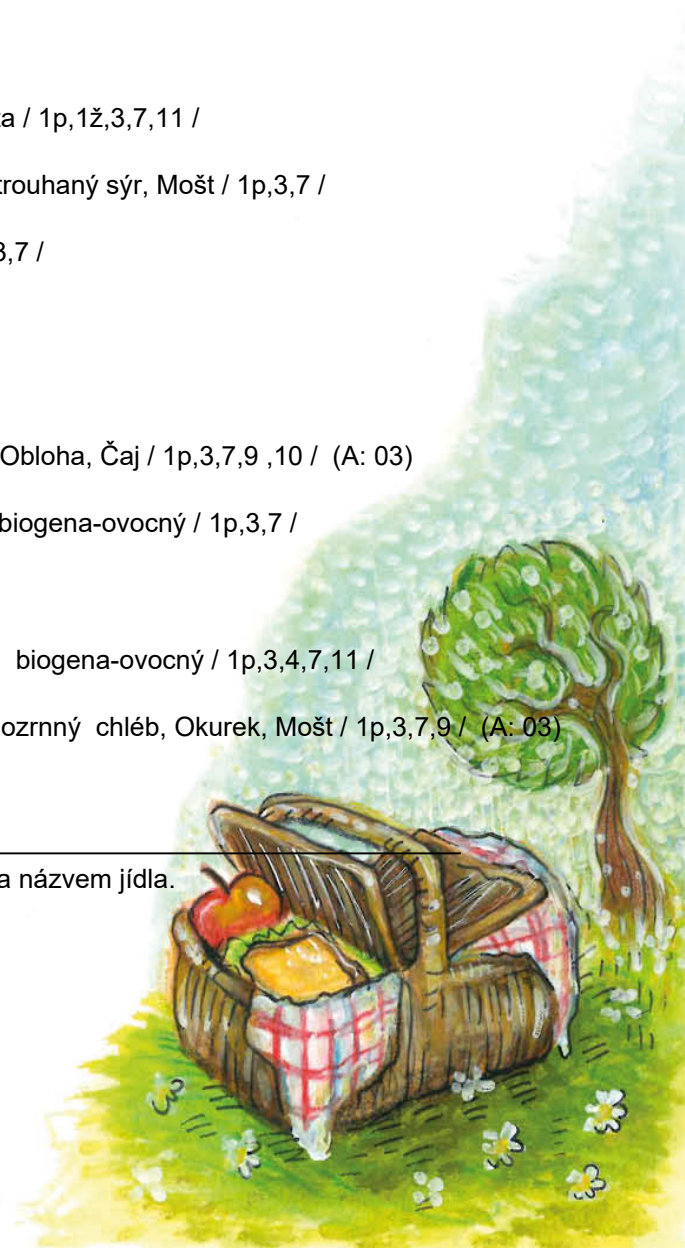 ta / 1p,1ž,3,7,11 /
trouhaný sýr, Mošt / 1p,3,7 /
3,7 /
Obloha, Čaj / 1p,3,7,9 ,10 / (A: 03)
biogena-ovocný / 1p,3,7 /
biogena-ovocný / 1p,3,4,7,11 /
ozrnný chléb, Okurek, Mošt / 1p,3,7,9 / (A: 03)
a názvem jídla.